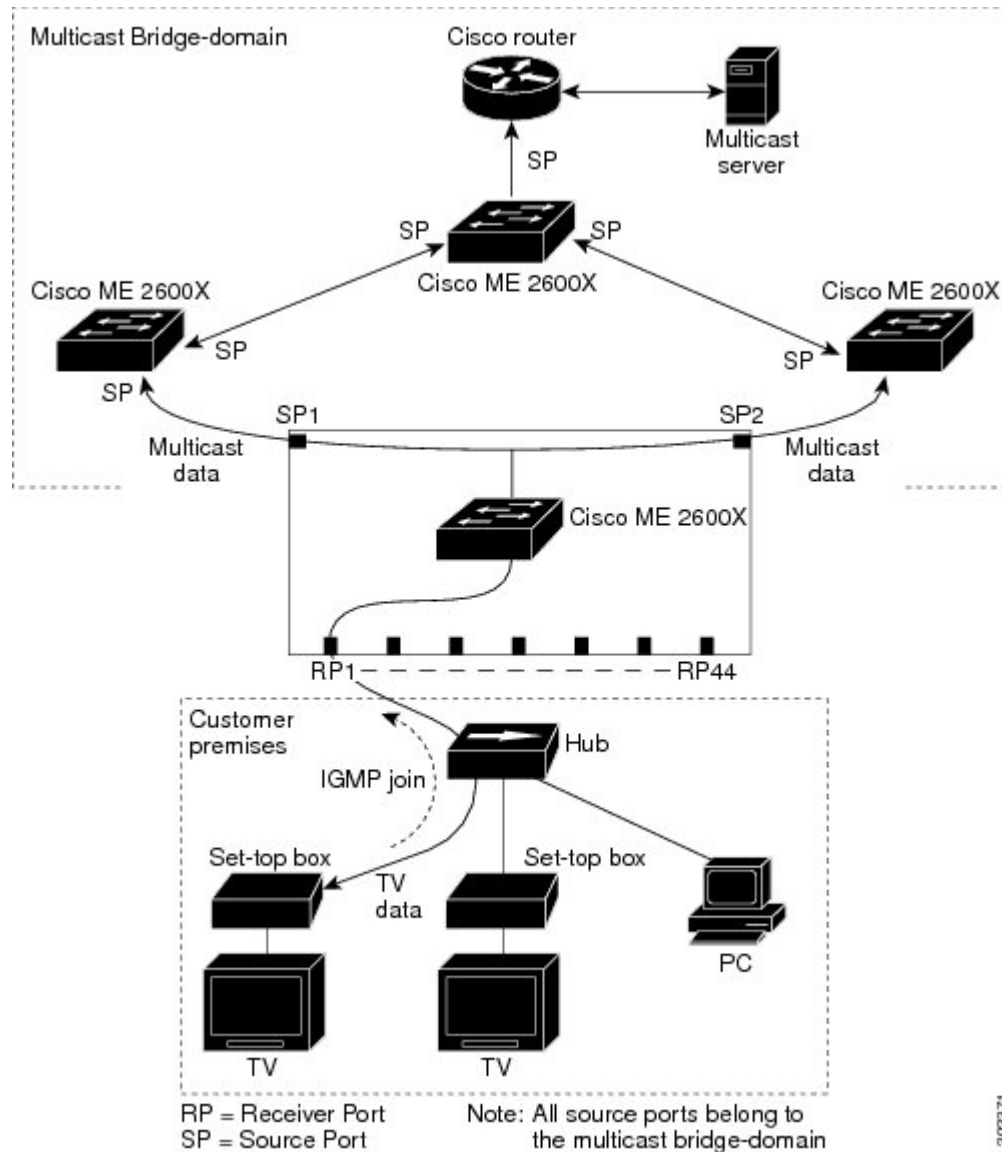 Multicast Bridge-domain
Cisco router
Multicast
server
SP
SP
SP
Cisco ME 2600X
Cisco ME 2600X
Cisco ME 2600X
SP
SP
SP
SP1
SP2
Multicast
data
Multicast
data
Cisco ME 2600X
RP1
RP44
Customer
premises
Hub
IGMP join
Set-top box
Set-top box
TV
data
PC
TV
TV
RP = Receiver Port
SP = Source Port
Note: All source ports belong to
the multicast bridge-domain